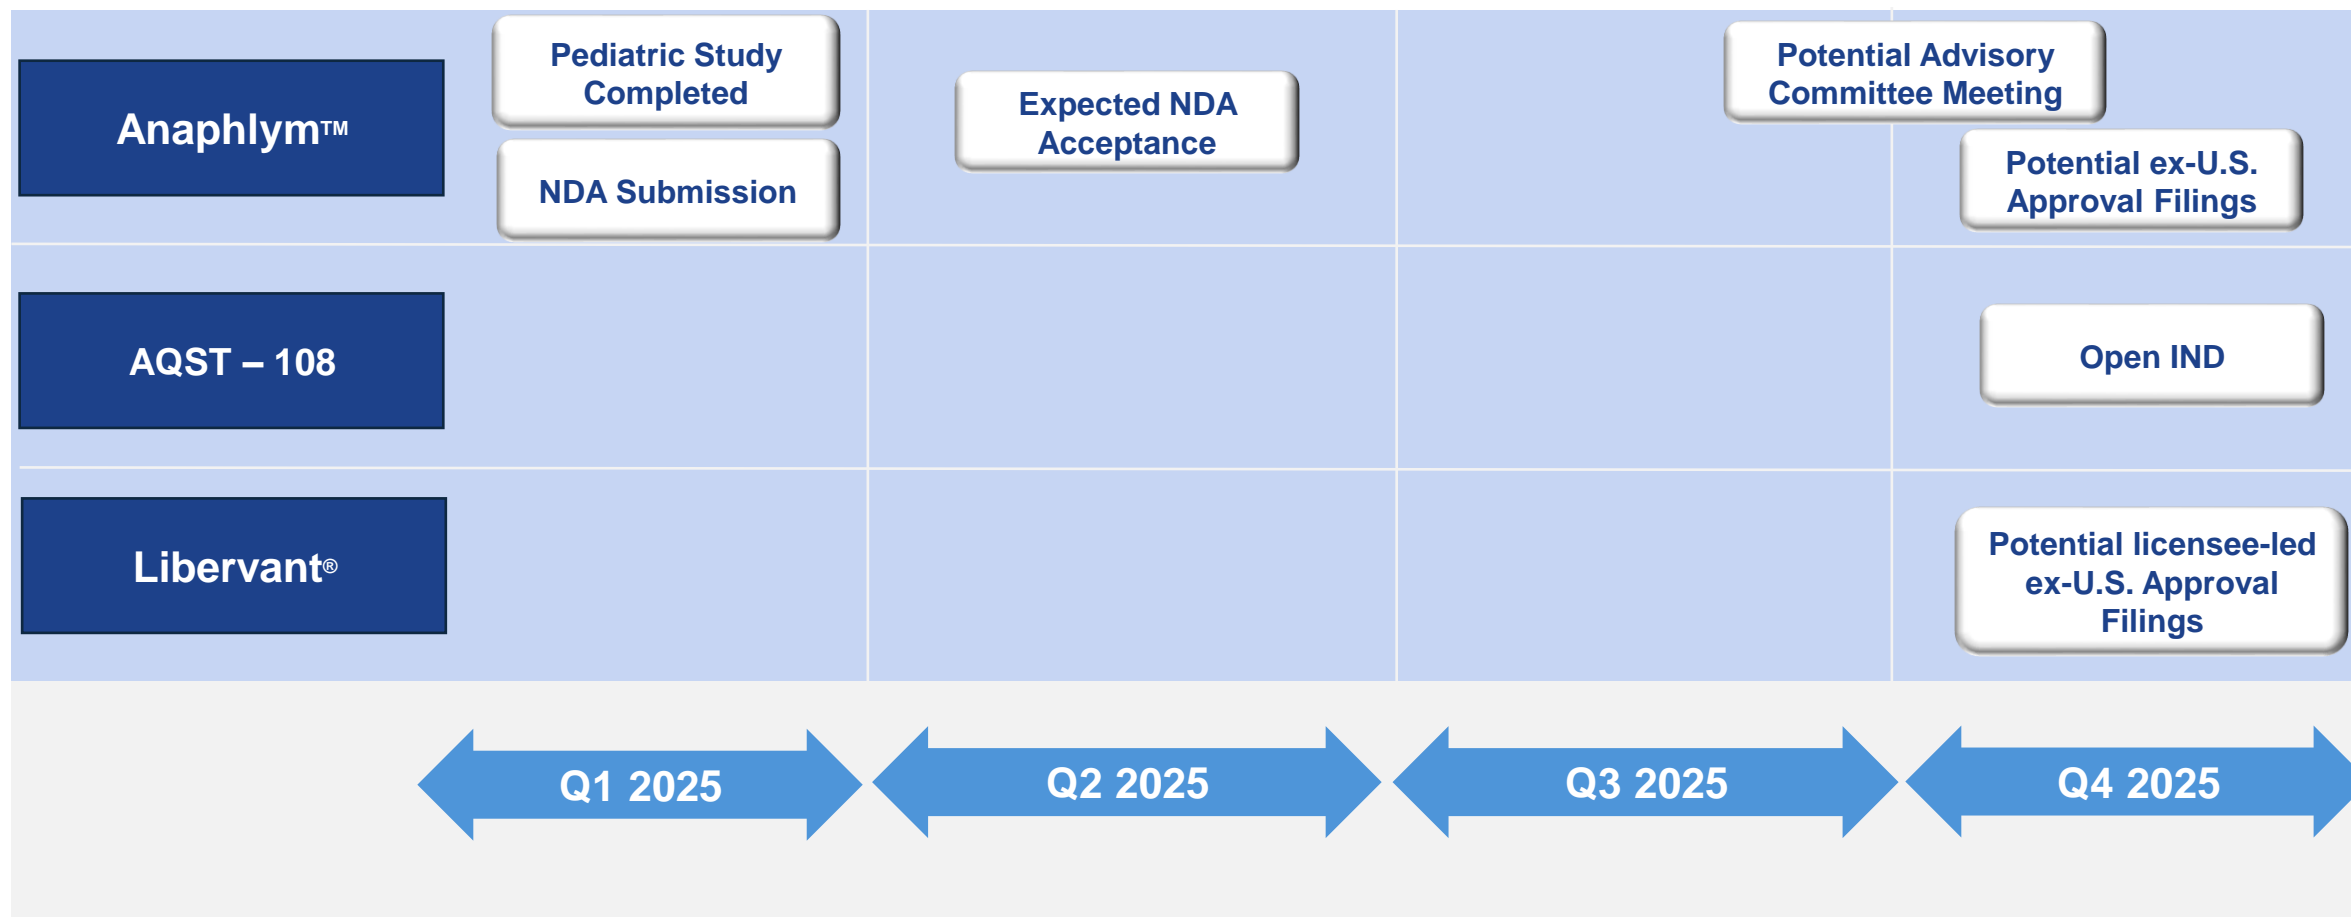 Anaphlym™
Pediatric Study
Completed
NDA Submission
Expected NDA
Acceptance
Potential Advisory
Committee Meeting
Potential ex-U.S.
Approval Filings
AQST – 108
Open IND
Libervant®
Potential licensee-led
ex-U.S. Approval
Filings
Q1 2025
Q2 2025
Q3 2025
Q4 2025